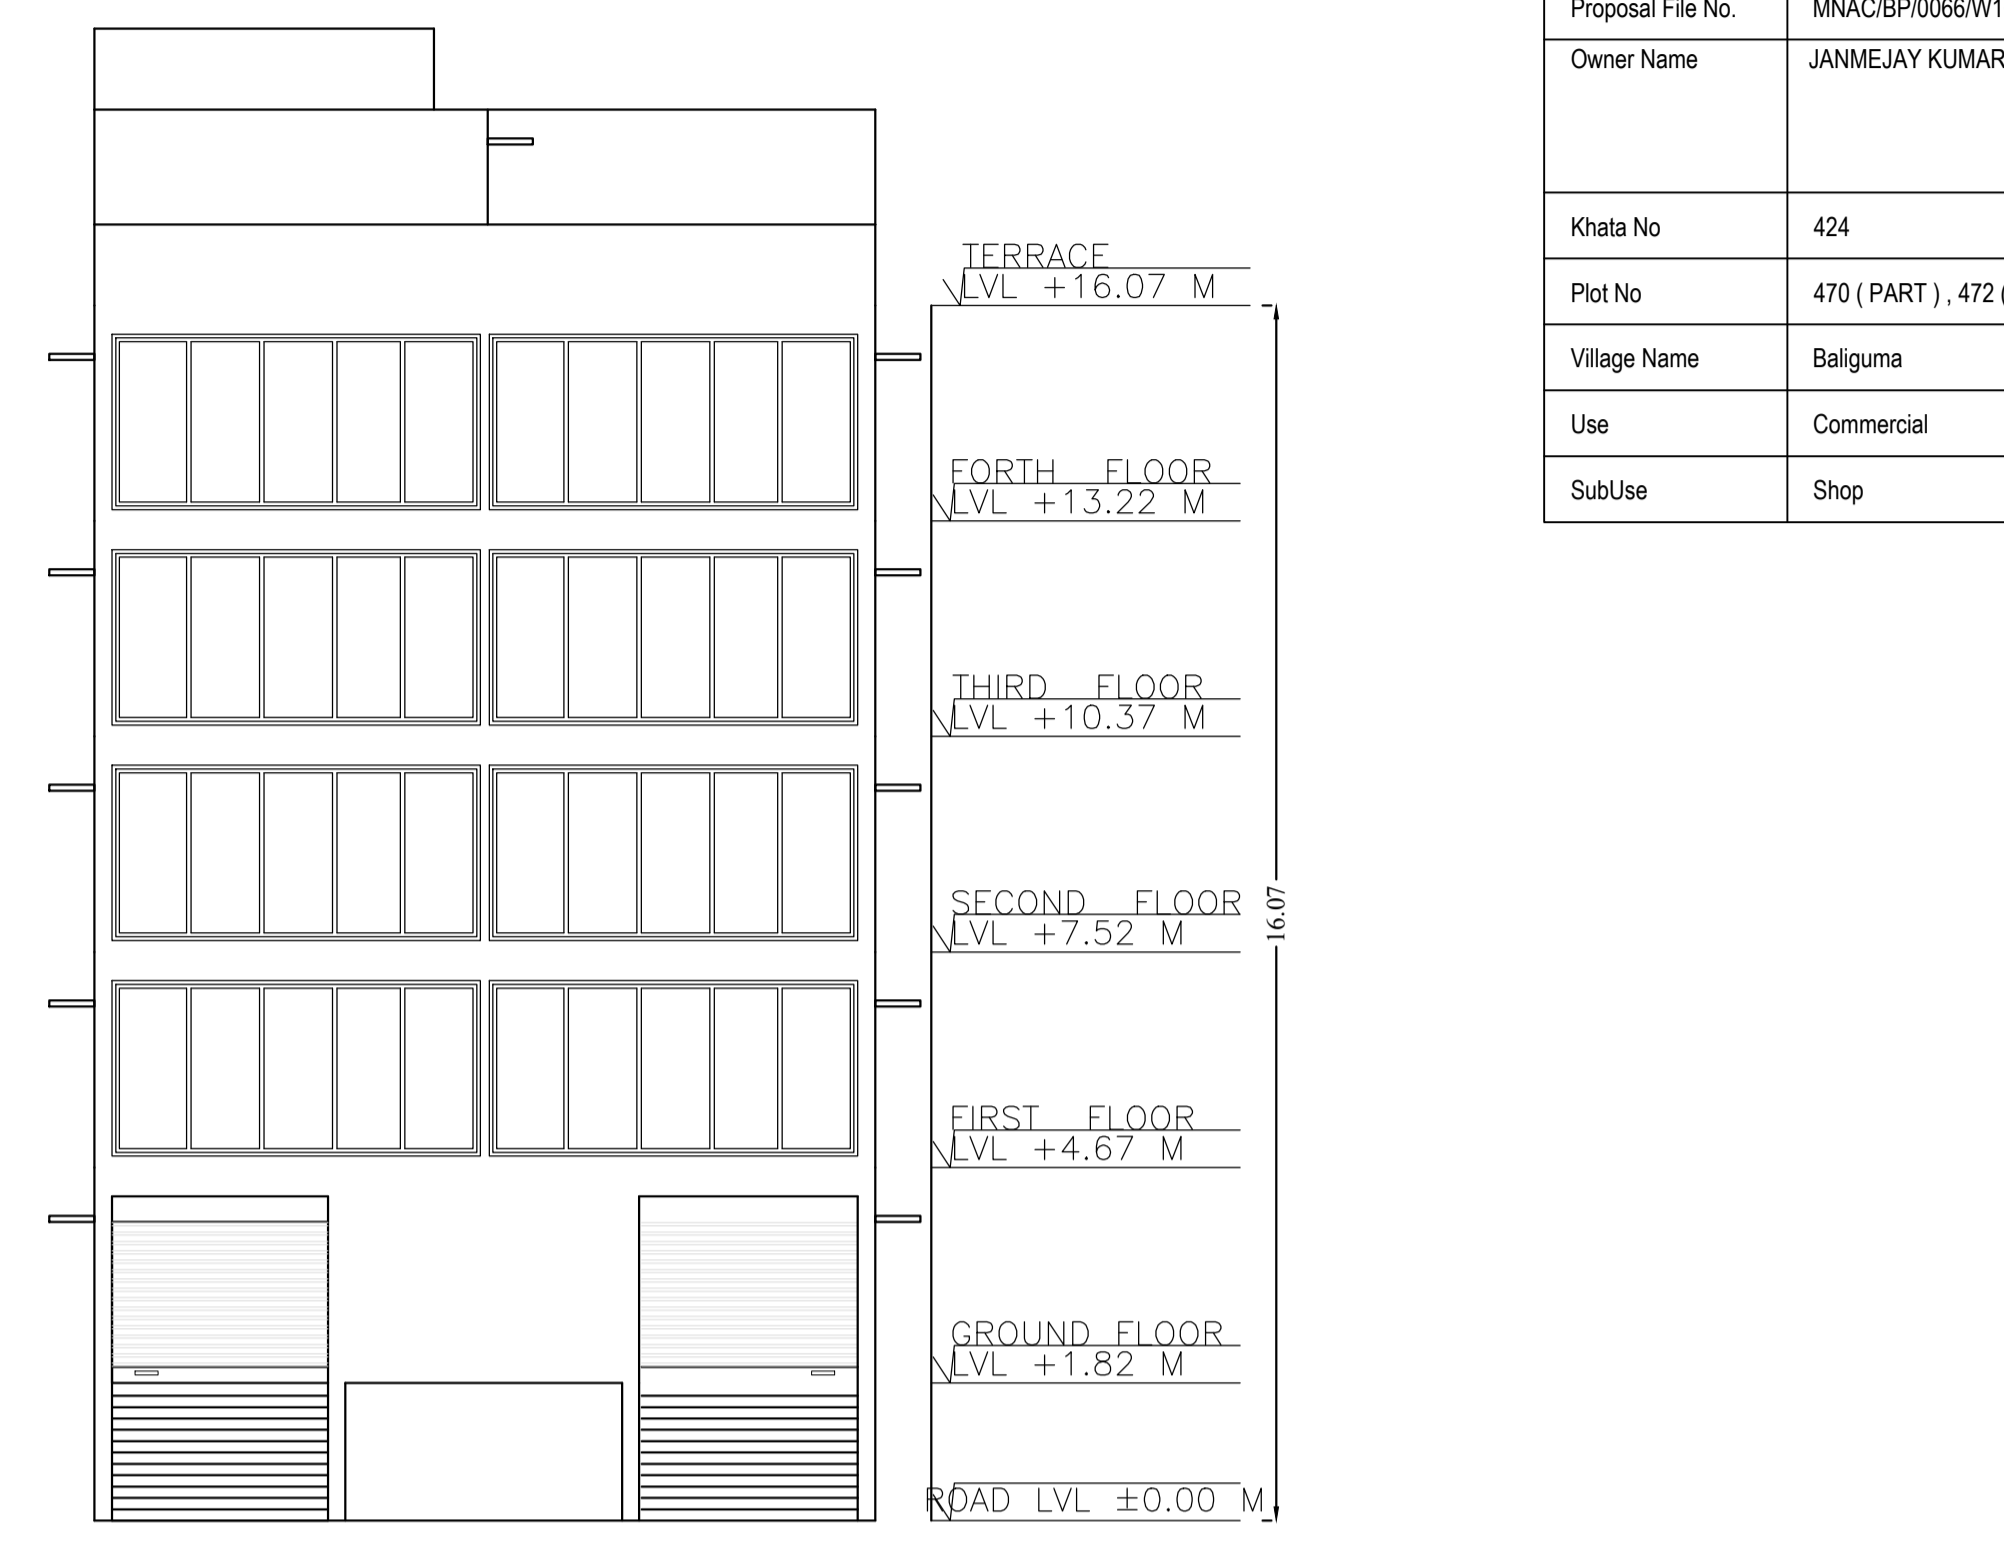 Proposal File No. MNAC/BP/0066/W1
Owner Name JANMEJAY KUMAR
Khata No 424
Plot No 470 ( PART ) , 472 (
Village Name Baliguma
Use Commercial
SubUse Shop
TERRACE
LVL +16.07 M
FORTH FLOOR
LVL +13.22 M
THIRD FLOOR
LVL +10.37 M
SECOND FLOOR
LVL +7.52 M
16.07
FIRST FLOOR
LVL +4.67 M
GROUND FLOOR
LVL +1.82 M
ROAD LVL ±0.00 M